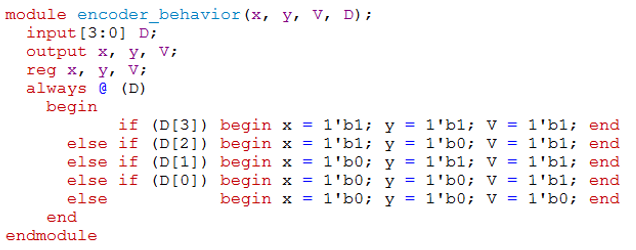 module encoder_behavior(x, y, V, D);
  input[3:0] D;
  output x, y, V;
  reg x, y, V;
  always @ (D)
    begin
           if (D[3]) begin x = 1'b1; y = 1'b1; V = 1'b1; end
      else if (D[2]) begin x = 1'b1; y = 1'b0; V = 1'b1; end
      else if (D[1]) begin x = 1'b0; y = 1'b1; V = 1'b1; end
      else if (D[0]) begin x = 1'b0; y = 1'b0; V = 1'b1; end
      else           begin x = 1'b0; y = 1'b0; V = 1'b0; end
    end
endmodule